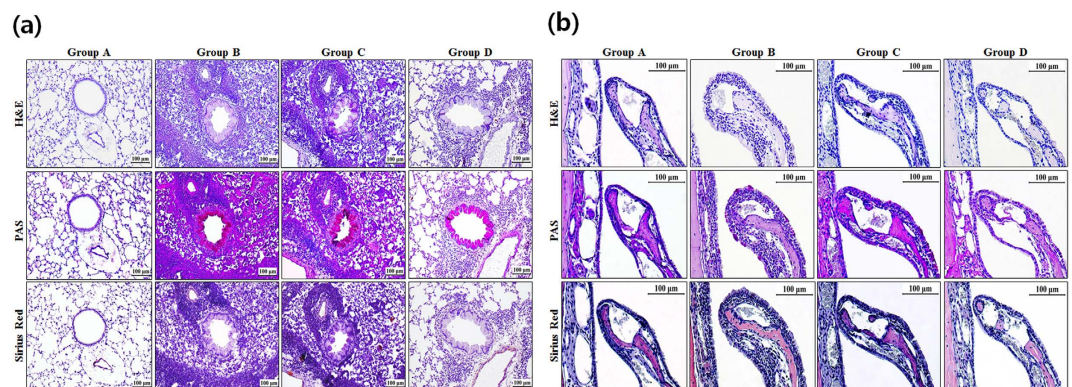 (a)
Group A Group B Group C Group D
H&E
100 μm 100 μm 100 μm 100 μm
PAS
100 μm 100 μm 100 μm 100 μm
Sirius Red
100 μm 100 μm 100 μm 100 μm
(b)
Group A Group B Group C Group D
H&E
100 μm 100 μm 100 μm 100 μm
PAS
100 μm 100 μm 100 μm 100 μm
Sirius Red
100 μm 100 μm 100 μm 100 μm